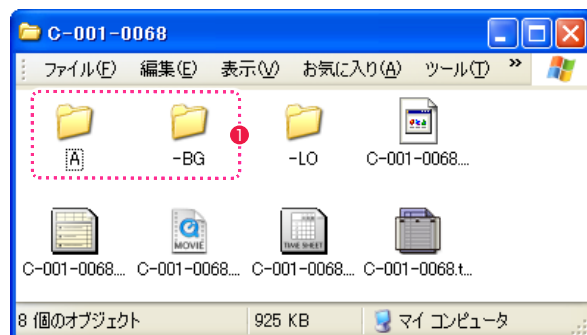 C-001-0068
ファイル(F) 編集(E) 表示(V) お気に入り(A) ツール(T) »
1
A -BG -LO C-001-0068....
MOVIE TIME SHEET
C-001-0068.... C-001-0068... C-001-0068.... C-001-0068.t...
8 個のオブジェクト 925 KB マイ コンピュータ